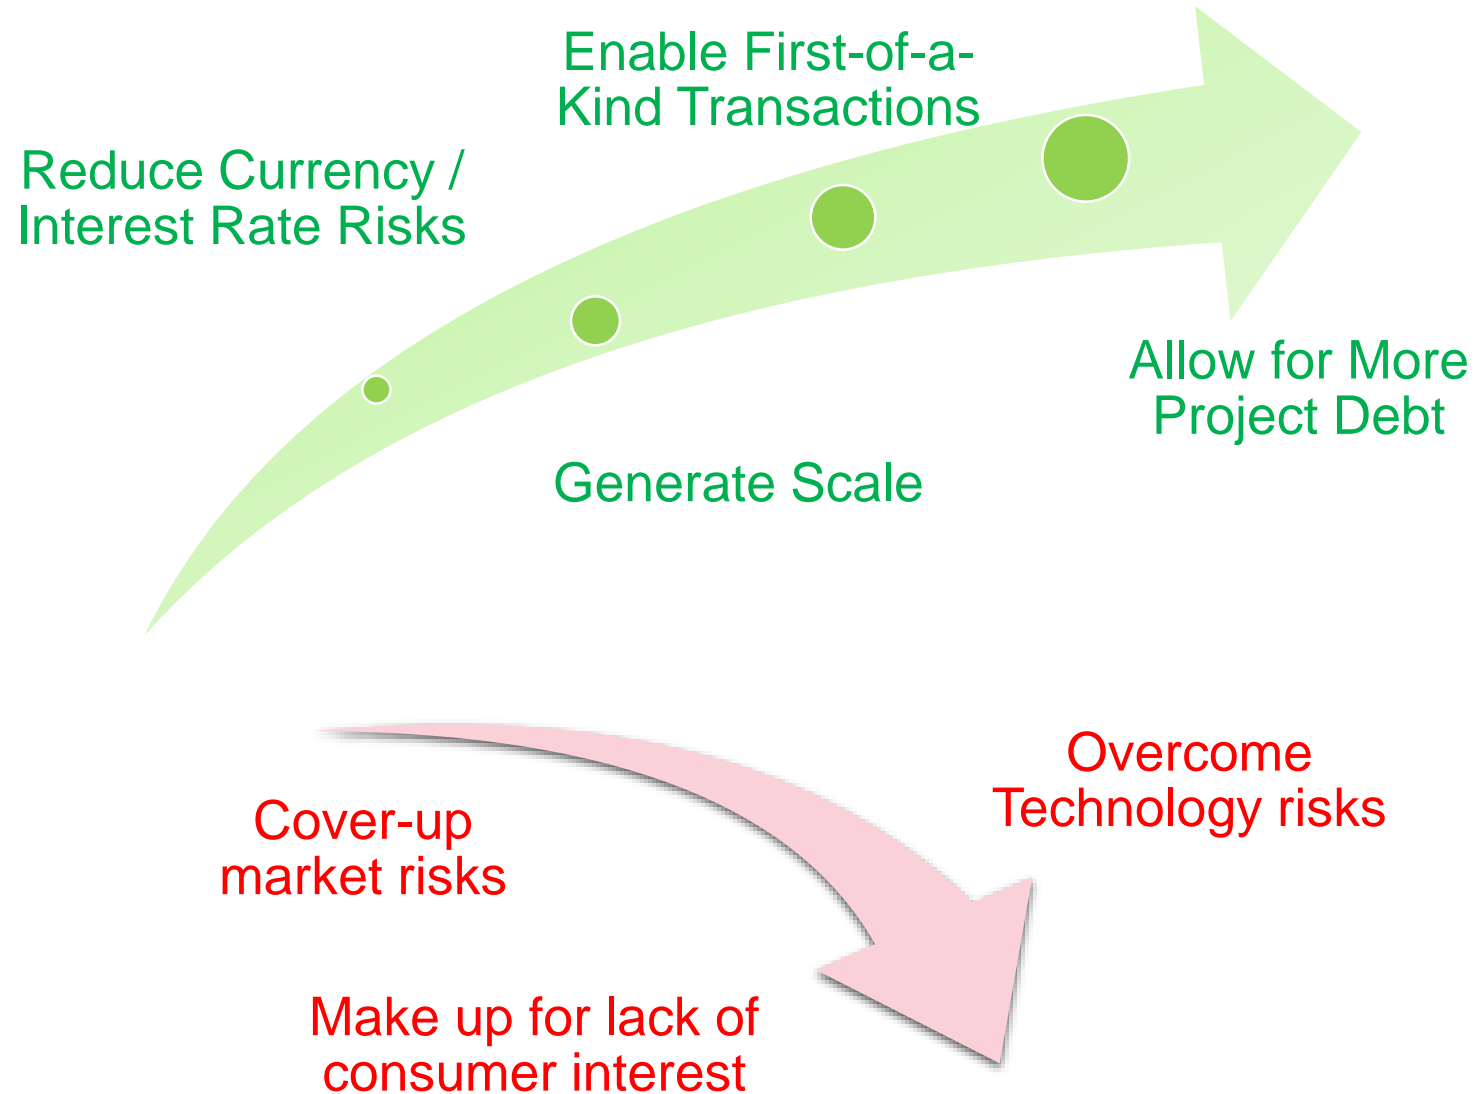 Enable First-of-a-
Kind Transactions
Reduce Currency /
Interest Rate Risks
Allow for More
Project Debt
Generate Scale
Overcome
Technology risks
Cover-up
market risks
Make up for lack of
consumer interest